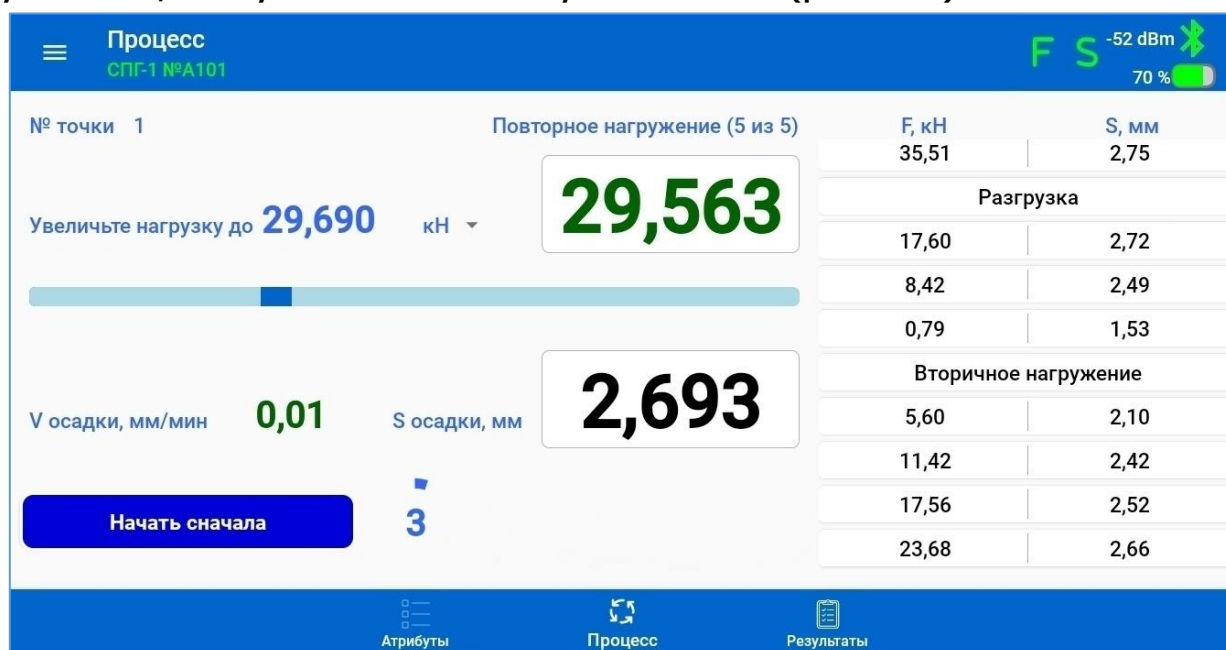 Процесс
СПГ-1 №А101
F S -52 dBm
70 %
№ точки 1
Повторное нагружение (5 из 5)
Увеличьте нагрузку до 29,690 кН
29,563
V осадки, мм/мин 0,01
S осадки, мм 2,693
Начать сначала
3
F, кН S, мм
35,51 2,75
Разгрузка
17,60 2,72
8,42 2,49
0,79 1,53
Вторичное нагружение
5,60 2,10
11,42 2,42
17,56 2,52
23,68 2,66
Атрибуты
Процесс
Результаты